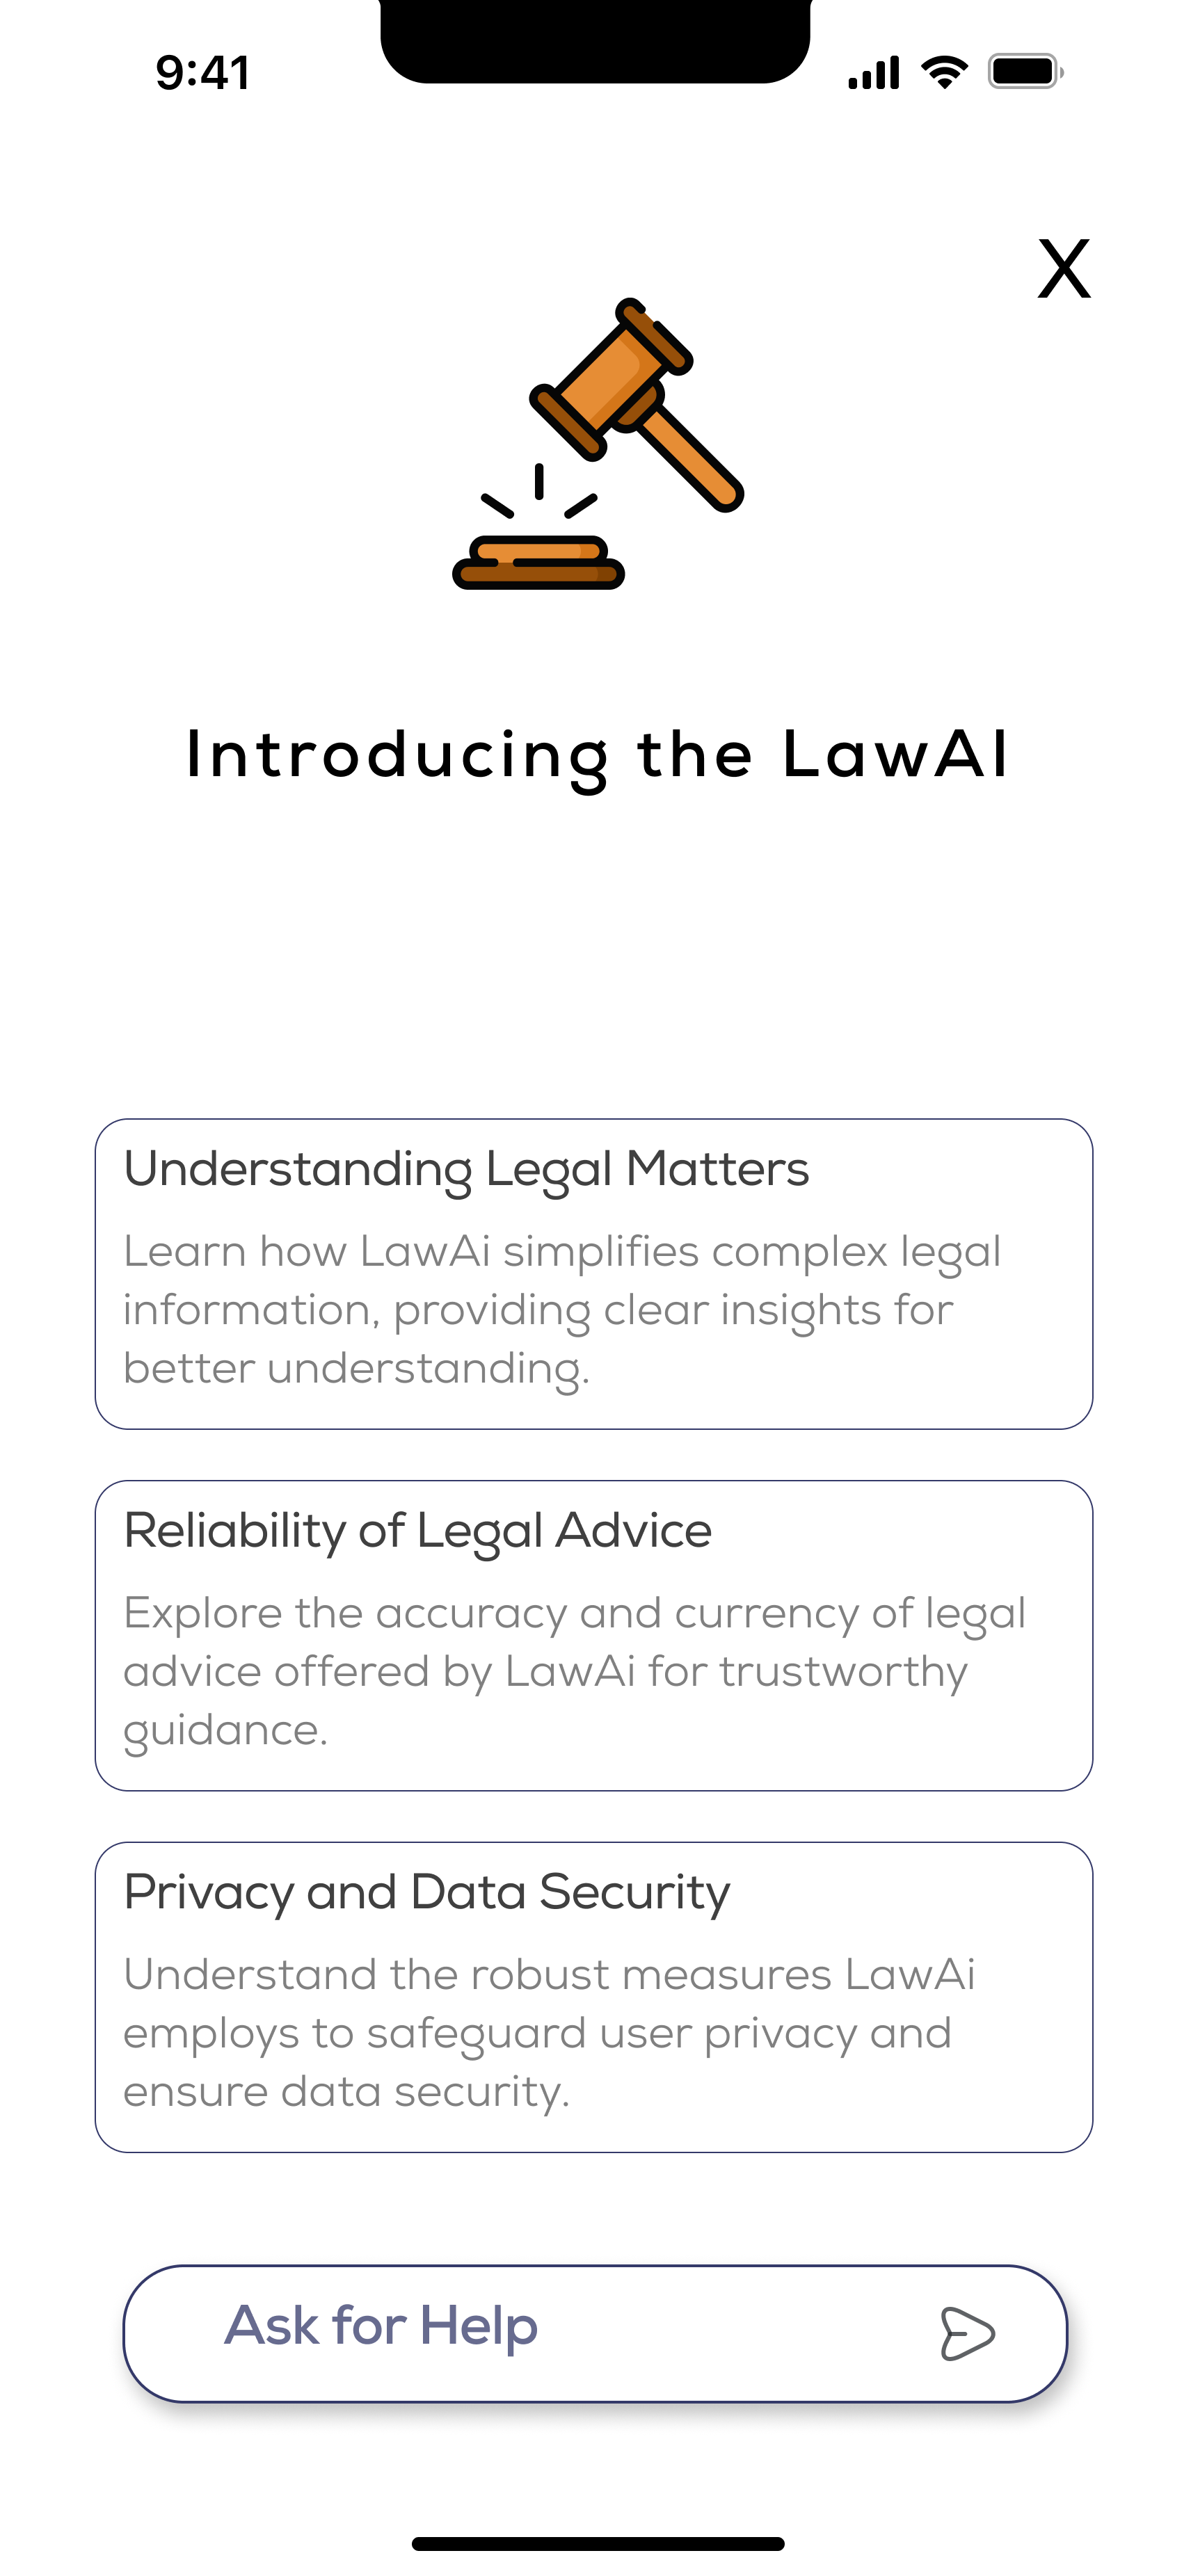 9:41
X
Introducing the LawAI
Understanding Legal Matters
Learn how LawAi simplifies complex legal
information, providing clear insights for
better understanding.
Reliability of Legal Advice
Explore the accuracy and currency of legal
advice offered by LawAi for trustworthy
guidance.
Privacy and Data Security
Understand the robust measures LawAi
employs to safeguard user privacy and
ensure data security.
Ask for Help